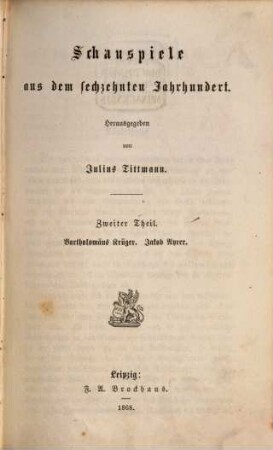 Schauspiele
aus dem sechzehnten Jahrhundert.
Herausgegeben
von
Julius Tittmann.
Zweiter Theil.
Bartholomäus Krüger. Jakob Ayrer.
Leipzig:
F. A. Brockhaus.
1868.